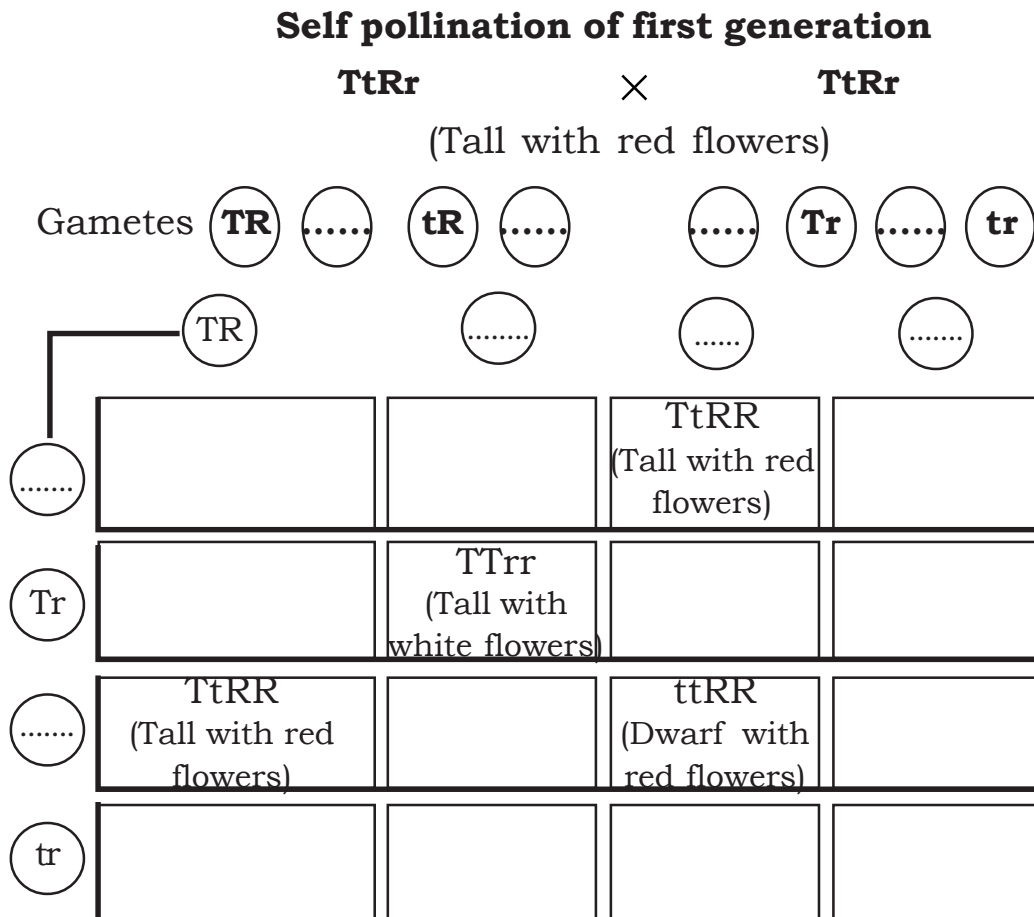 Self pollination of first generation
TtRr × TtRr
(Tall with red flowers)
Gametes TR ...... tR ...... ...... Tr ...... tr
TR ........ ...... .......
TtRR
(Tall with red
flowers)
.......
TTrr
(Tall with
white flowers)
Tr
TtRR
(Tall with red
flowers)
ttRR
(Dwarf with
red flowers)
.......
tr